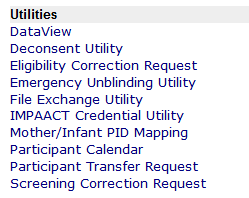 Utilities
DataView
Deconsent Utility
Eligibility Correction Request
Emergency Unblinding Utility
File Exchange Utility
IMPAACT Credential Utility
Mother/Infant PID Mapping
Participant Calendar
Participant Transfer Request
Screening Correction Request